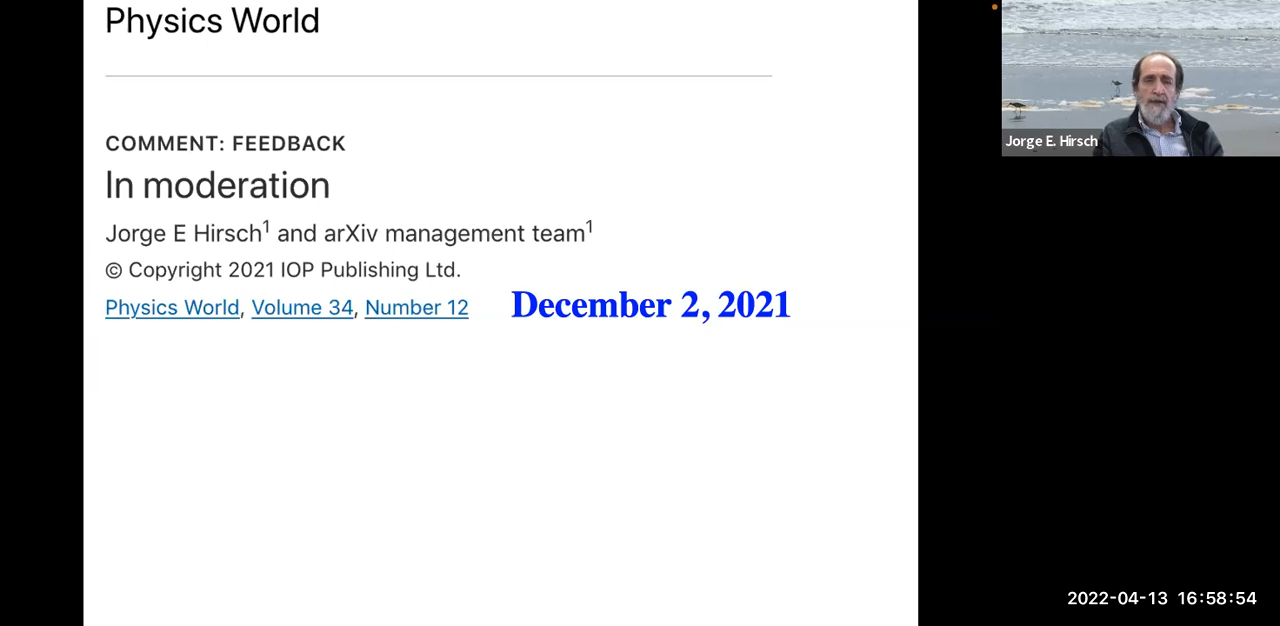 Physics World
COMMENT: FEEDBACK
In moderation
Jorge E Hirsch1 and arXiv management team1
© Copyright 2021 IOP Publishing Ltd.
Physics World, Volume 34, Number 12
December 2, 2021
Jorge E. Hirsch
2022-04-13 16:58:54